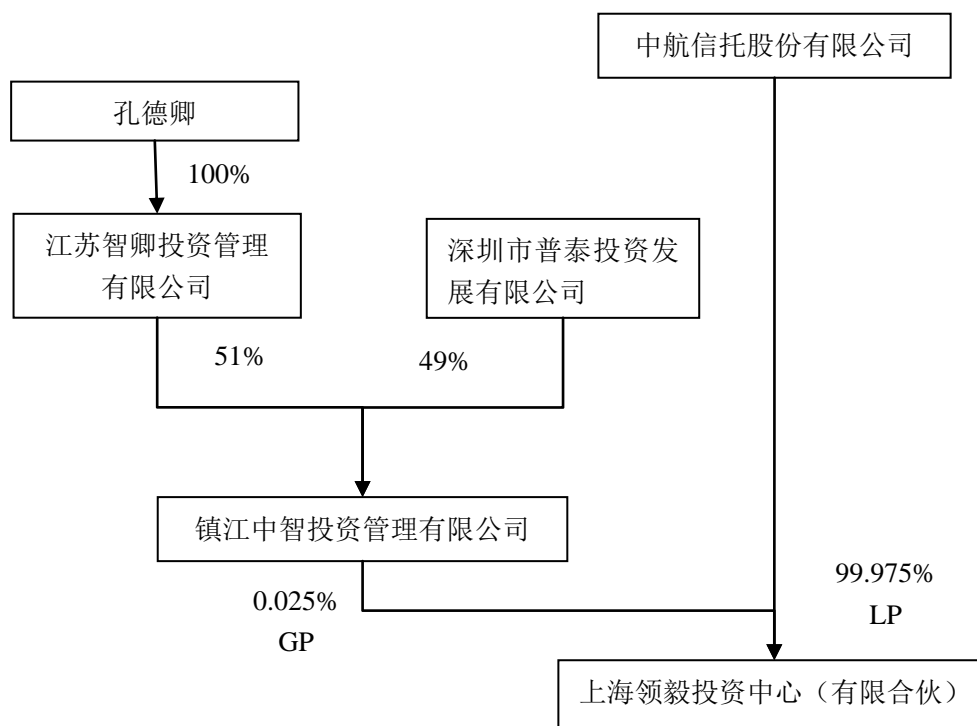 中航信托股份有限公司
孔德卿
100%
江苏智卿投资管理
有限公司
深圳市普泰投资发
展有限公司
51%
49%
镇江中智投资管理有限公司
0.025%
GP
99.975%
LP
上海领毅投资中心（有限合伙）